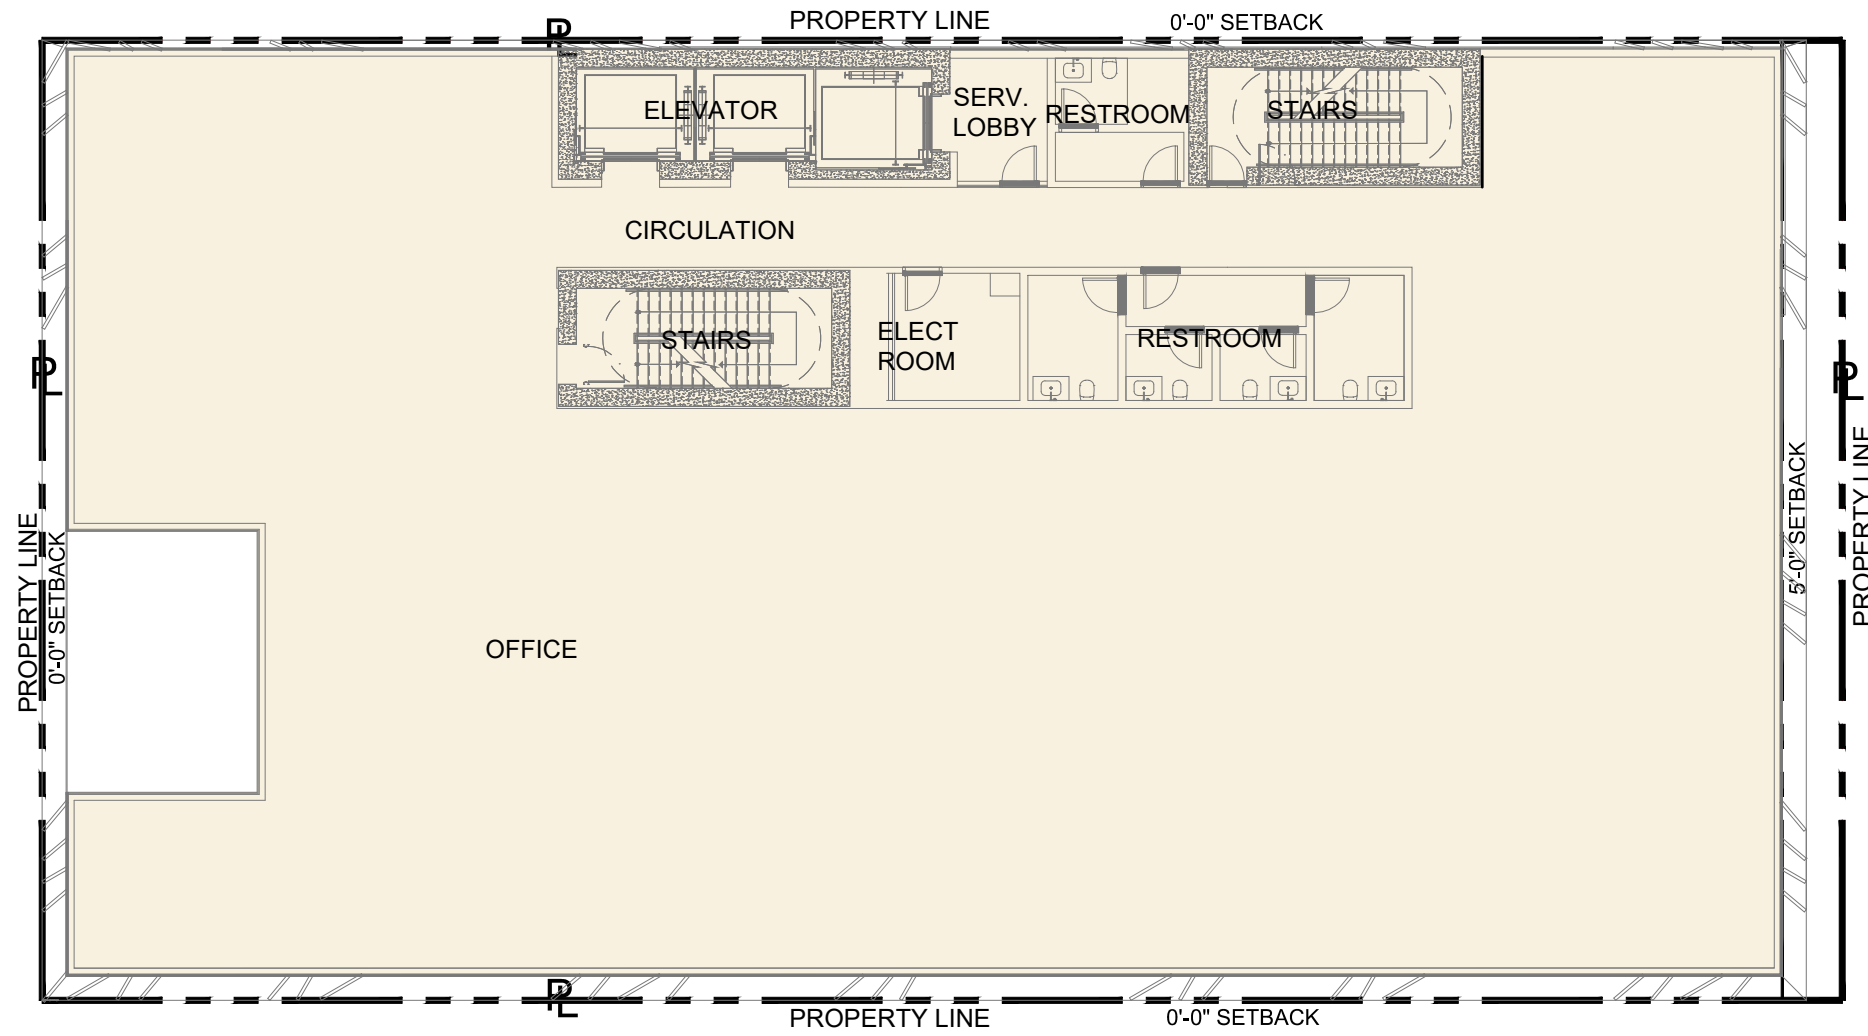 PROPERTY LINE
0'-0" SETBACK
PL
ELEVATOR
SERV.
LOBBY
RESTROOM
STAIRS
CIRCULATION
STAIRS
ELECT
ROOM
RESTROOM
PL
PL
PROPERTY LINE
0'-0" SETBACK
5'-0" SETBACK
PROPERTY LINE
OFFICE
PL
PROPERTY LINE
0'-0" SETBACK